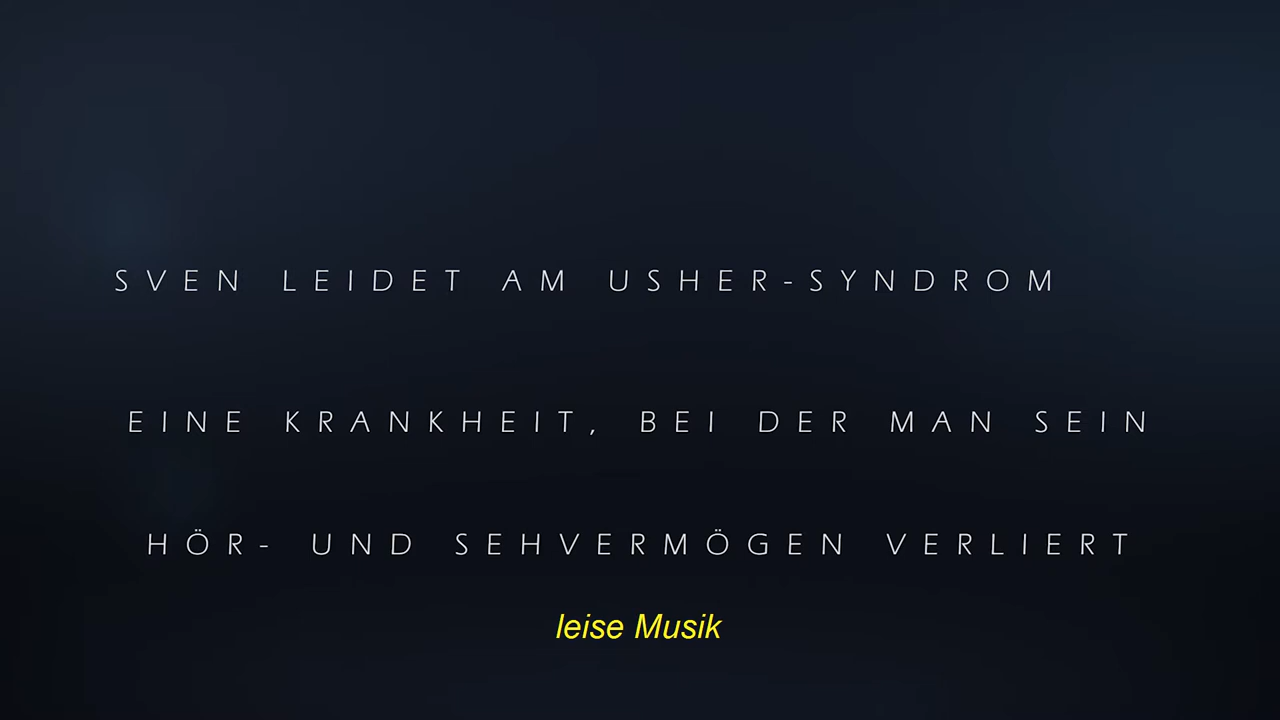 SVEN LEIDET AM USHER-SYNDROM
EINE KRANKHEIT, BEI DER MAN SEIN
HÖR- UND SEHVERMÖGEN VERLIERT
leise Musik